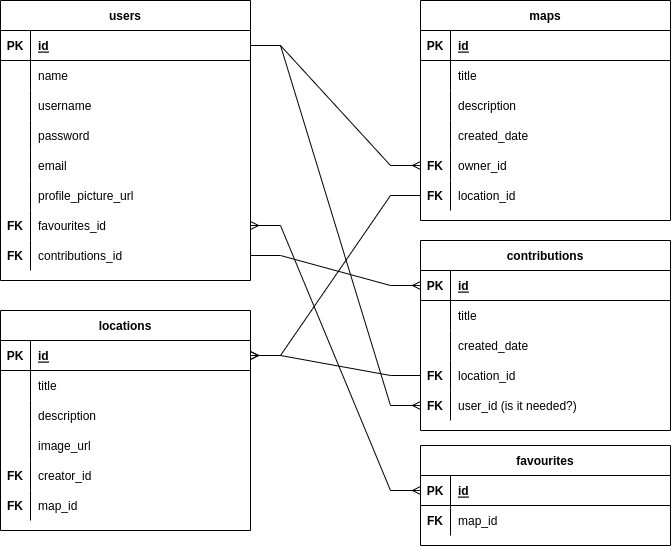 users
PK id
name
username
password
email
profile_picture_url
FK favourites_id
FK contributions_id
locations
PK id
title
description
image_url
FK creator_id
FK map_id
maps
PK id
title
description
created_date
FK owner_id
FK location_id
contributions
PK id
title
created_date
FK location_id
FK user_id (is it needed?)
favourites
PK id
FK map_id